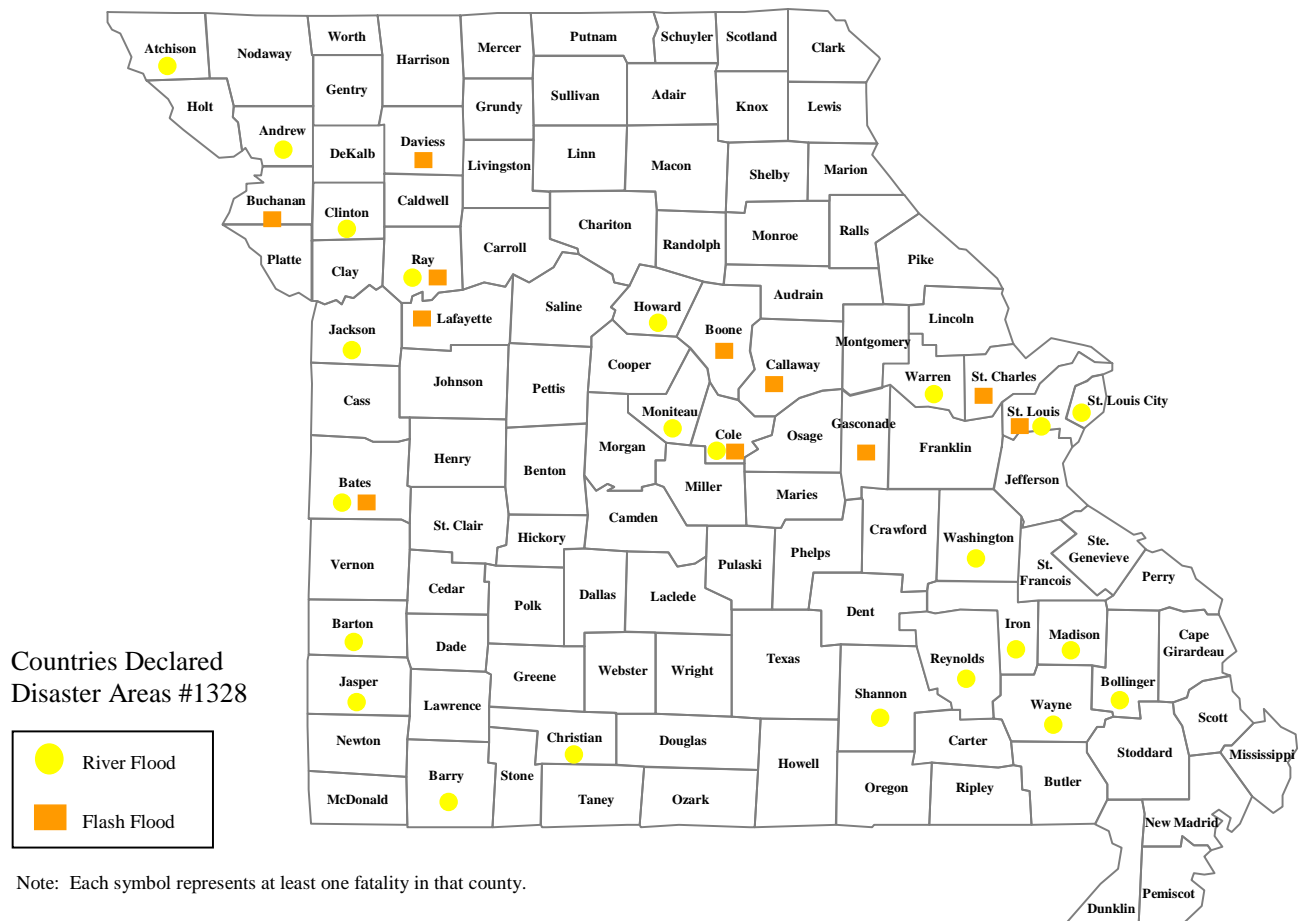 Atchison
Nodaway
Worth
Harrison
Mercer
Putnam
Schuyler
Scotland
Clark
Holt
Gentry
Grundy
Sullivan
Adair
Knox
Lewis
Andrew
DeKalb
Daviess
Livingston
Linn
Macon
Shelby
Marion
Buchanan
Clinton
Caldwell
Chariton
Randolph
Monroe
Ralls
Platte
Clay
Ray
Carroll
Pike
Audrain
Jackson
Lafayette
Saline
Howard
Boone
Lincoln
Montgomery
Callaway
Cooper
Warren
St. Charles
Cass
Johnson
Pettis
Moniteau
Cole
Osage
Gasconade
Franklin
St. Louis
St. Louis City
Morgan
Henry
Benton
Miller
Maries
Jefferson
Bates
St. Clair
Hickory
Camden
Pulaski
Phelps
Crawford
Washington
Ste.
Genevieve
St.
Francois
Perry
Vernon
Cedar
Polk
Dallas
Laclede
Dent
Iron
Madison
Cape
Girardeau
Barton
Dade
Greene
Webster
Wright
Texas
Reynolds
Bollinger
Countries Declared
Disaster Areas #1328
Jasper
Lawrence
Shannon
Wayne
Scott
Newton
Christian
Douglas
Howell
Carter
Stoddard
Mississippi
River Flood
Flash Flood
McDonald
Barry
Stone
Taney
Ozark
Oregon
Ripley
Butler
New Madrid
Note: Each symbol represents at least one fatality in that county.
Dunklin
Pemiscot